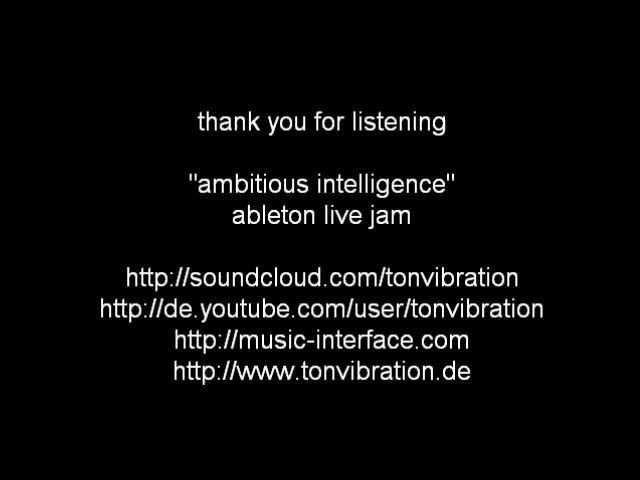 thank you for listening
"ambitious intelligence"
ableton live jam
http://soundcloud.com/tonvibration
http://de.youtube.com/user/tonvibration
http://music-interface.com
http://www.tonvibration.de